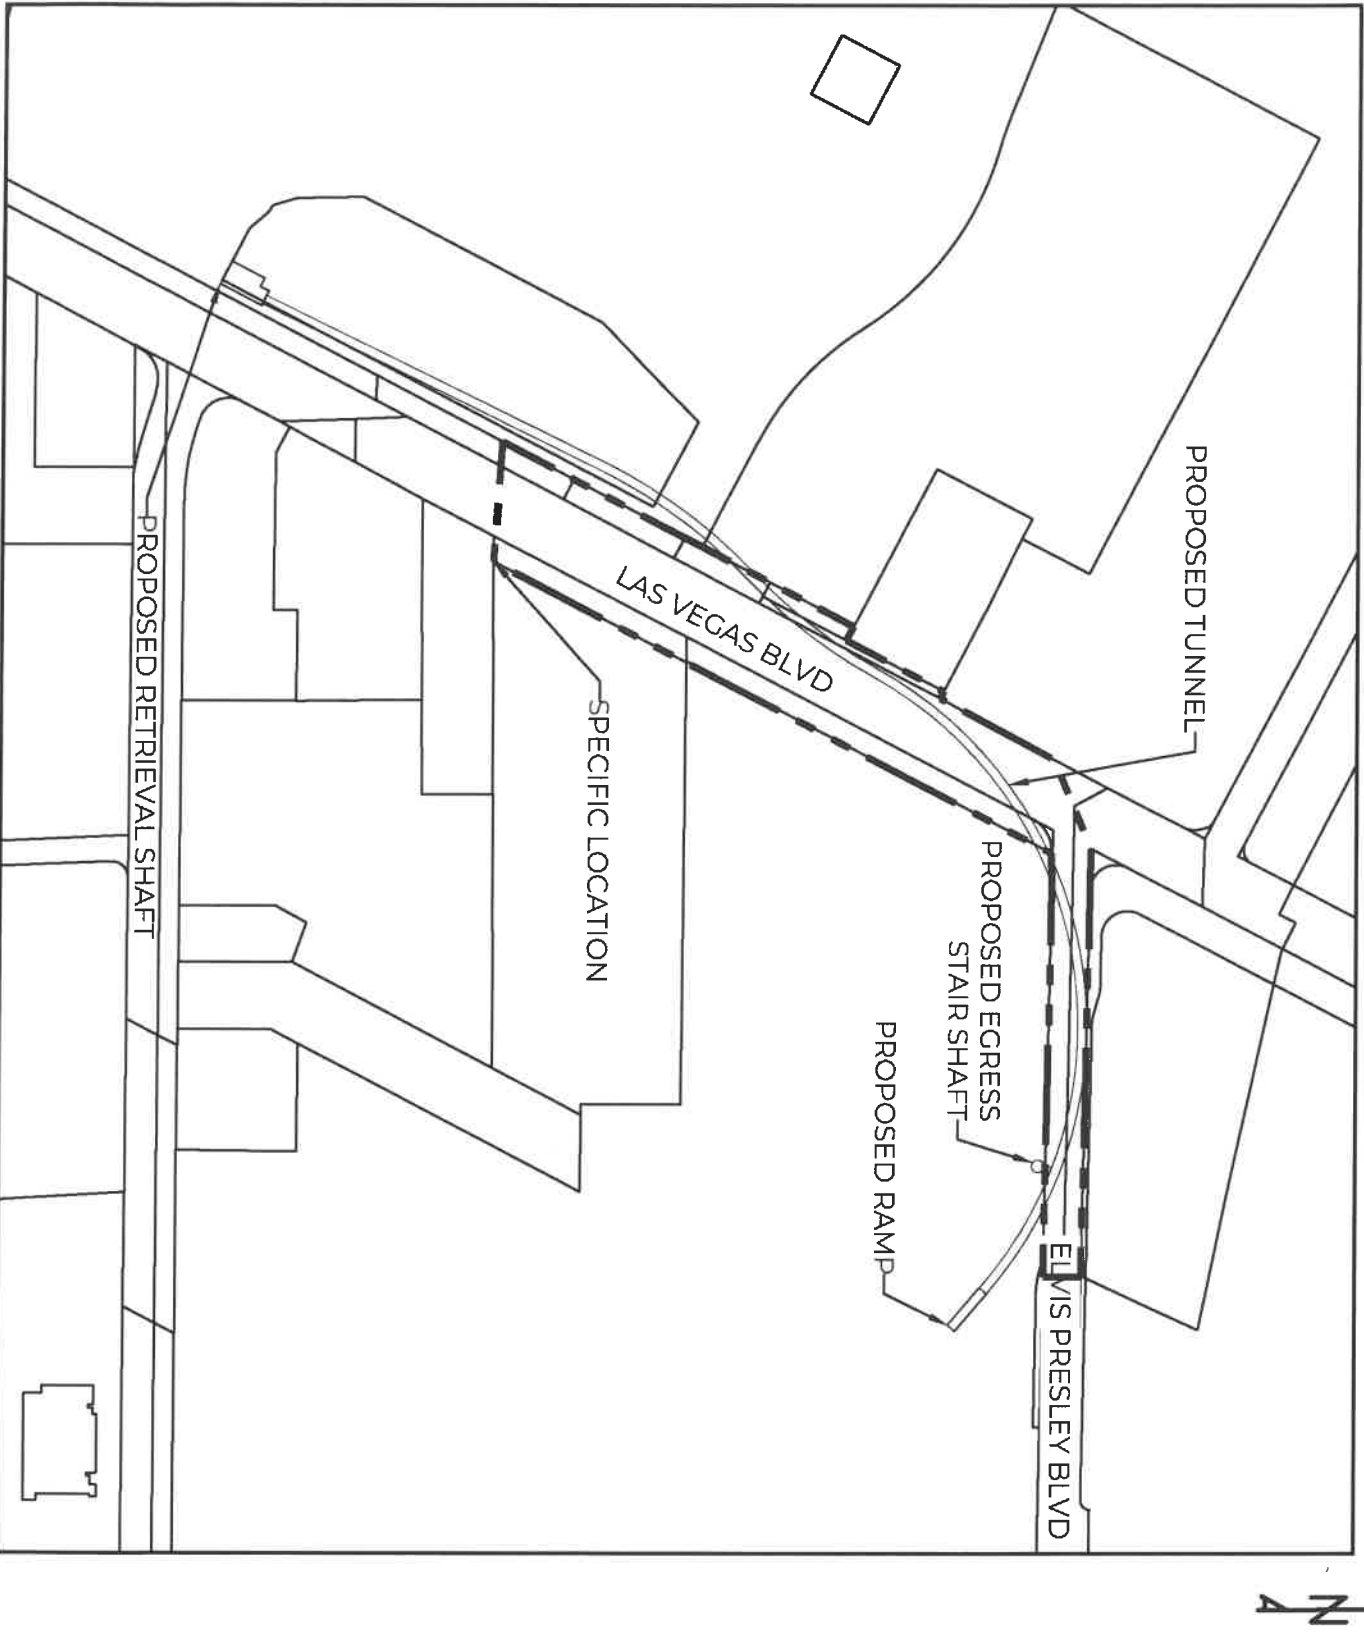 PROPOSED TUNNEL
LAS VEGAS BLVD
PROPOSED EGRESS
STAIR SHAFT
SPECIFIC LOCATION
PROPOSED RAMP
ELVIS PRESLEY BLVD
PROPOSED RETRIEVAL SHAFT
N